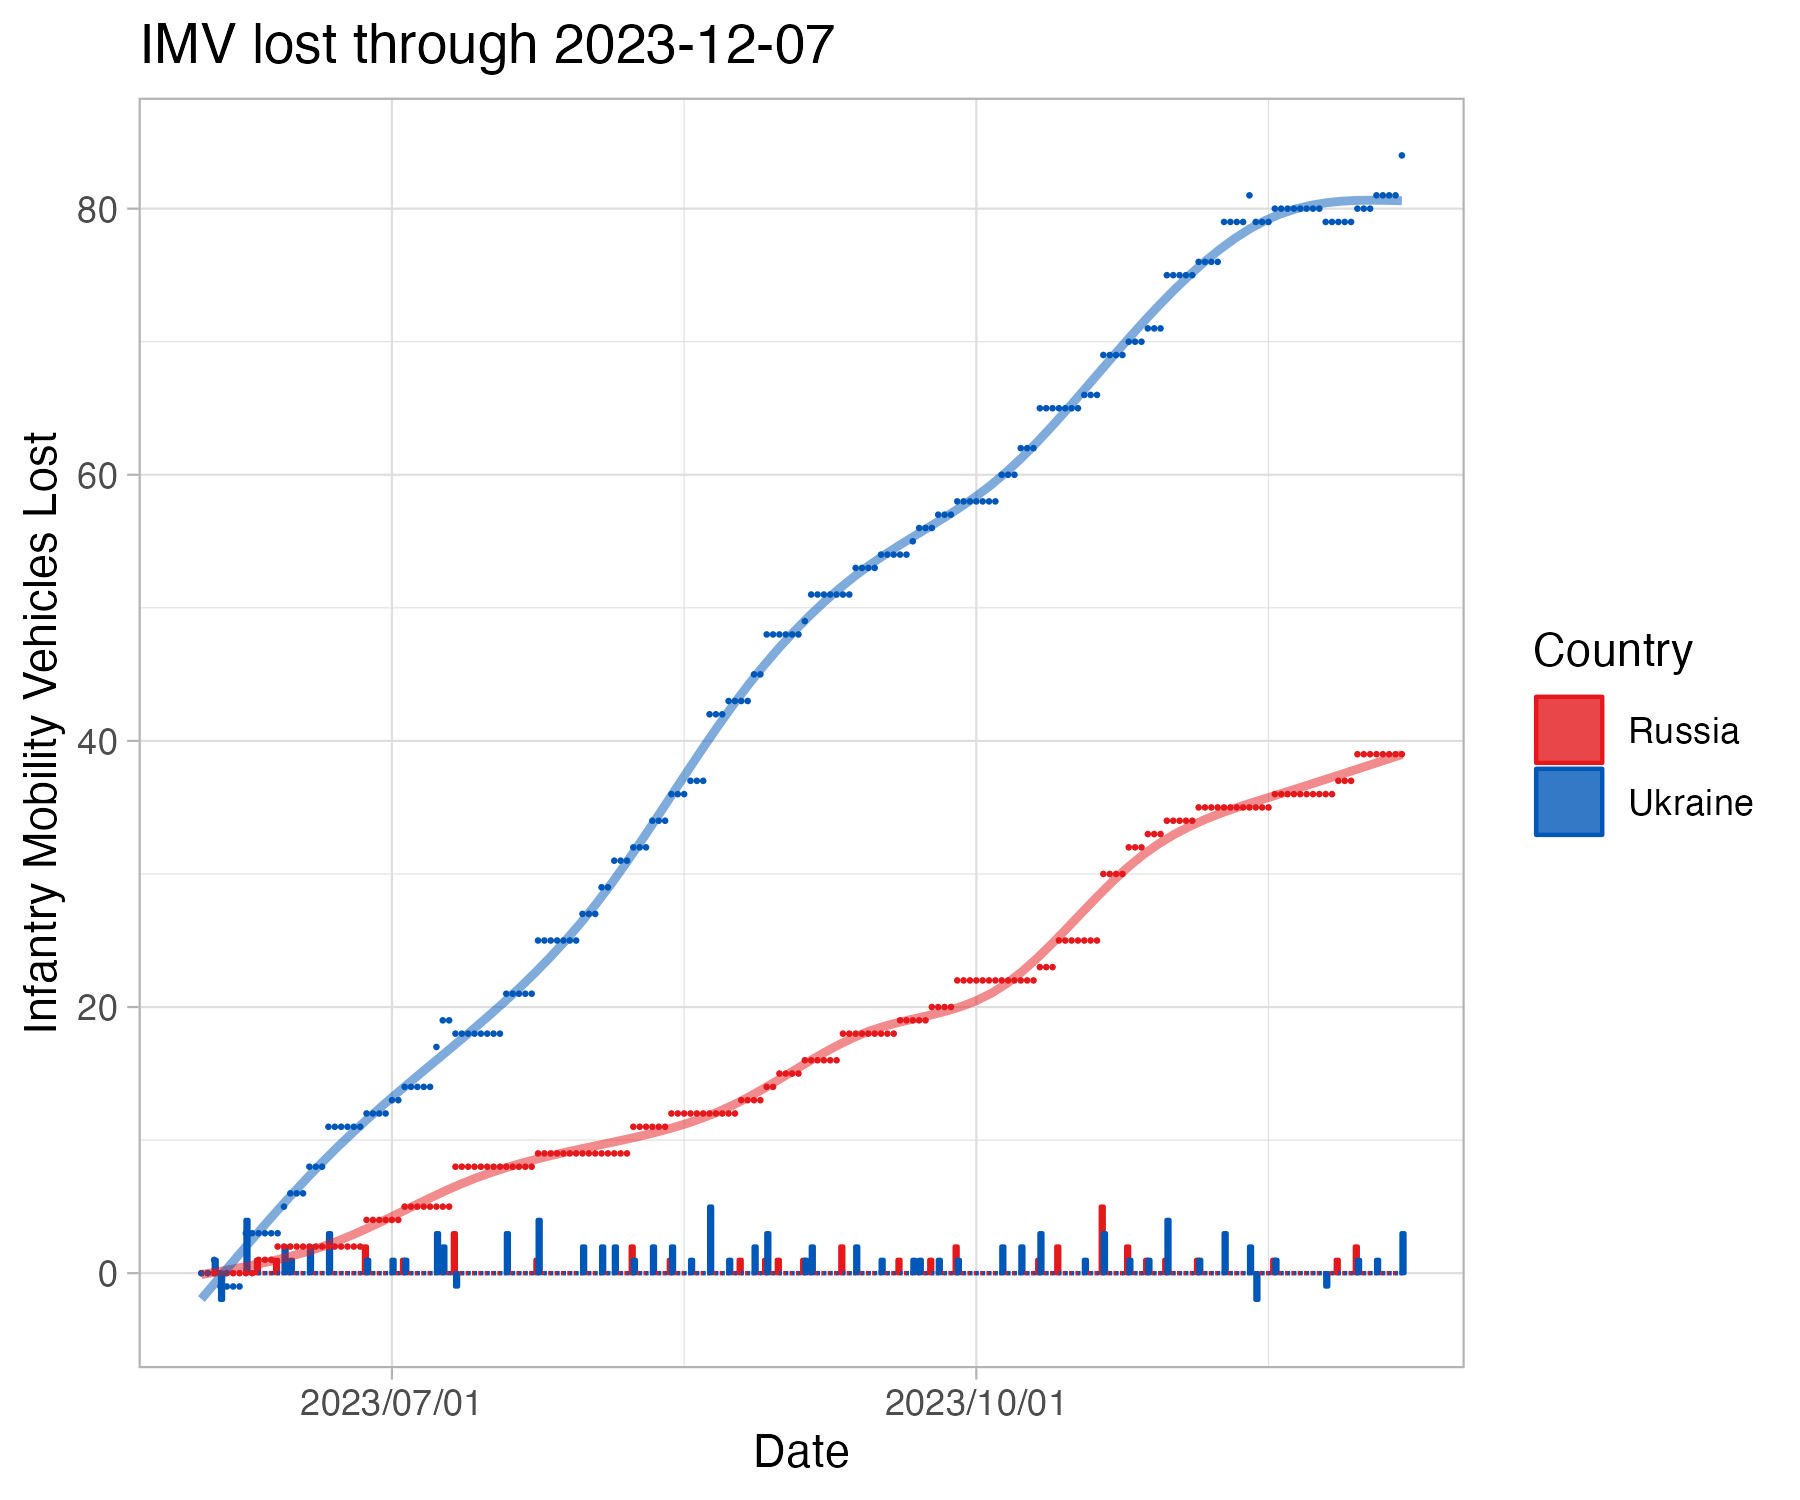 IMV lost through 2023-12-07
Infantry Mobility Vehicles Lost
80
60
40
20
0
2023/07/01
2023/10/01
Date
Country
Russia
Ukraine